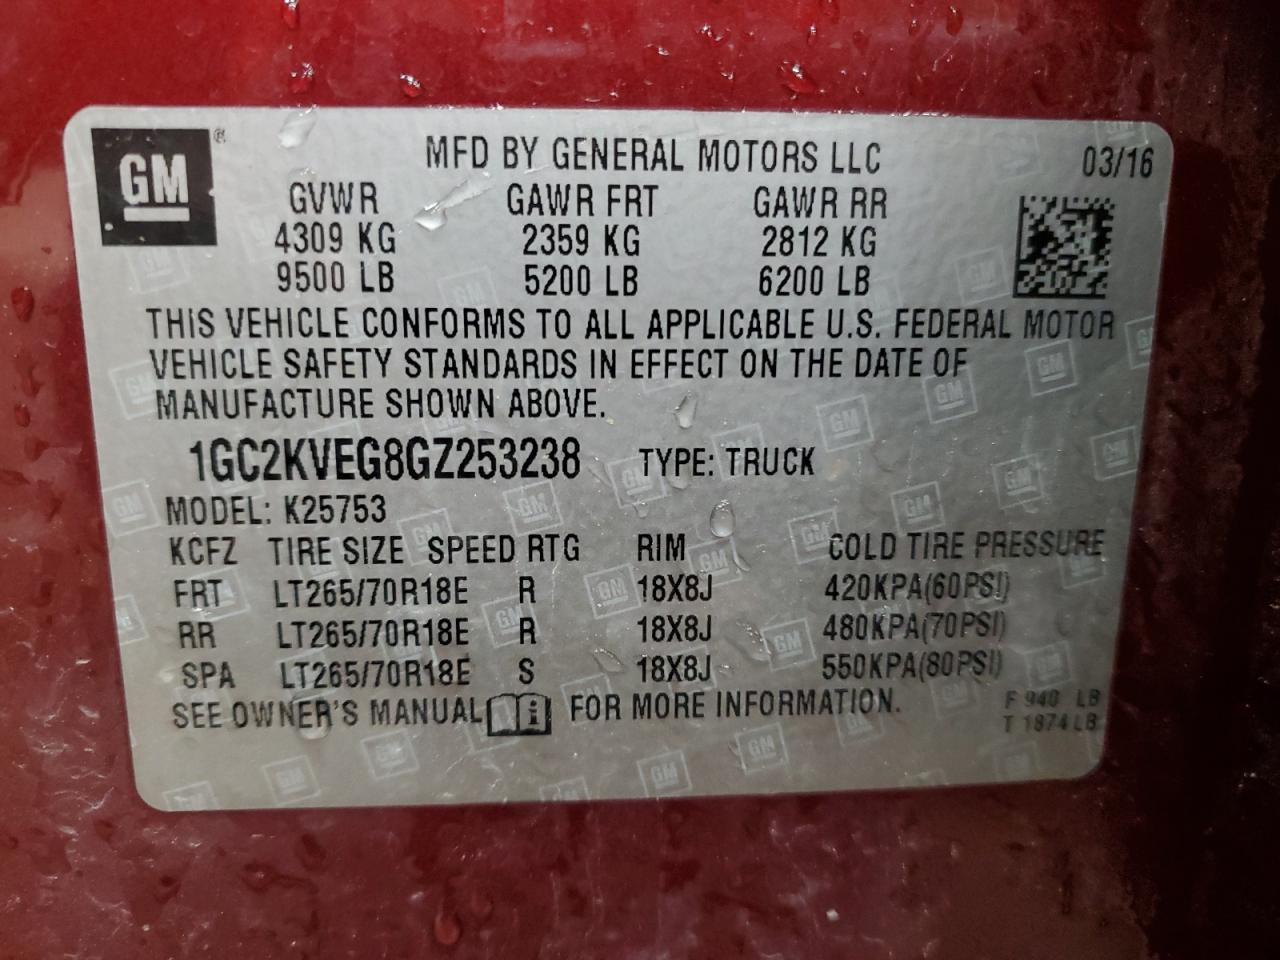 GM
MFD BY GENERAL MOTORS LLC 03/16
GVWR GAWR FRT GAWR RR
4309 KG 2359 KG 2812 KG
9500 LB 5200 LB 6200 LB
THIS VEHICLE CONFORMS TO ALL APPLICABLE U.S. FEDERAL MOTOR
VEHICLE SAFETY STANDARDS IN EFFECT ON THE DATE OF
MANUFACTURE SHOWN ABOVE.
1GC2KVEG8GZ253238 TYPE: TRUCK
MODEL: K25753
KCFZ TIRE SIZE SPEED RTG RIM COLD TIRE PRESSURE
FRT LT265/70R18E R 18X8J 420KPA(60PSI)
RR LT265/70R18E R 18X8J 480KPA(70PSI)
SPA LT265/70R18E S 18X8J 550KPA(80PSI)
SEE OWNER'S MANUAL i FOR MORE INFORMATION.
F 940 LB
T 1874 LB